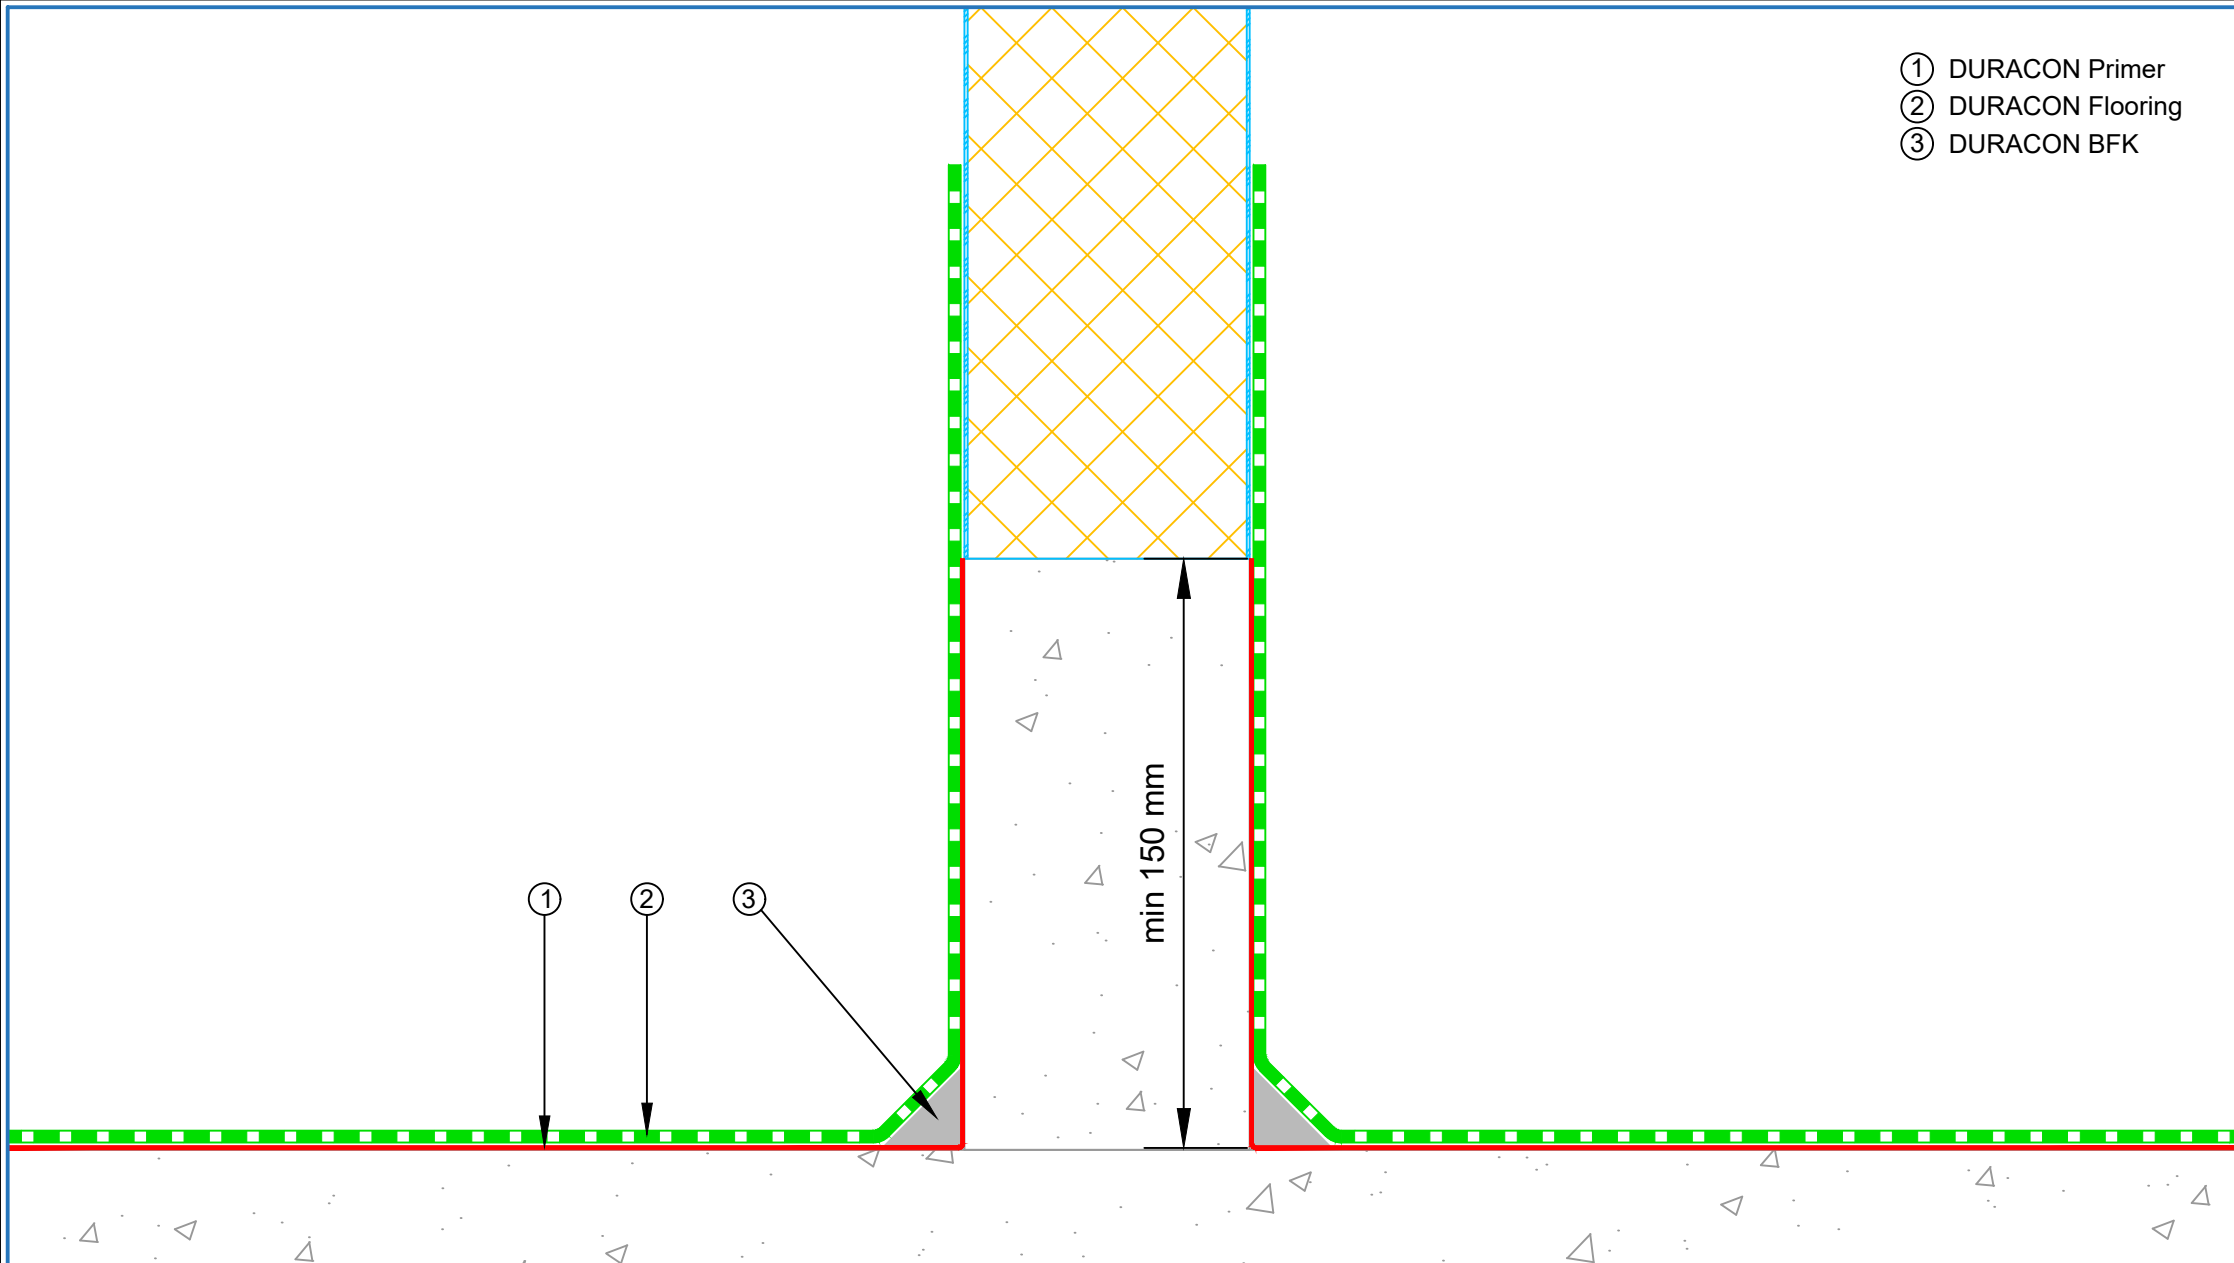 ① DURACON Primer
② DURACON Flooring
③ DURACON BFK
min 150 mm
① ② ③